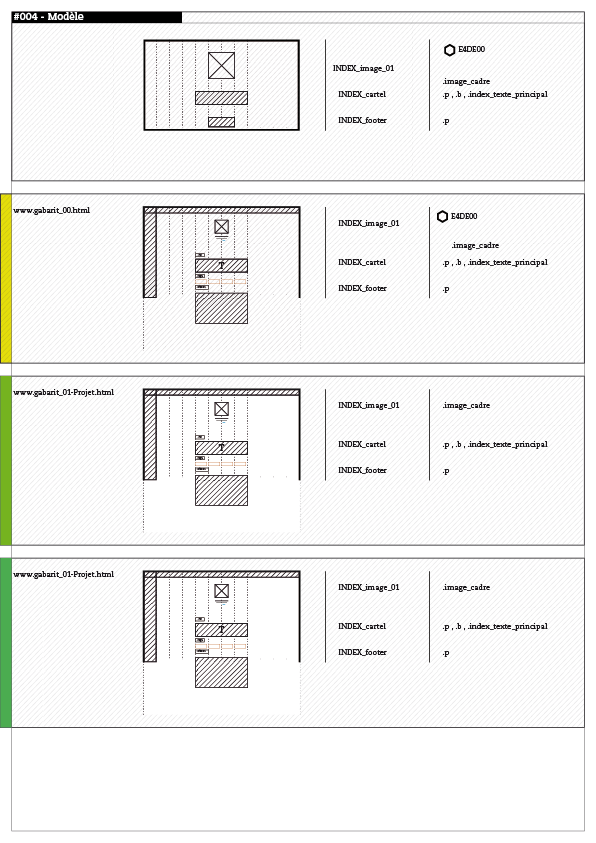 #004 - Modèle
E4DE00
INDEX_image_01
.image_cadre
INDEX_cartel
.p , .b , .index_texte_principal
INDEX_footer
.p
www.gabarit_00.html
E4DE00
INDEX_image_01
.image_cadre
T
INDEX_cartel
.p , .b , .index_texte_principal
INDEX_footer
.p
www.gabarit_01-Projet.html
INDEX_image_01
.image_cadre
T
INDEX_cartel
.p , .b , .index_texte_principal
INDEX_footer
.p
www.gabarit_01-Projet.html
INDEX_image_01
.image_cadre
T
INDEX_cartel
.p , .b , .index_texte_principal
INDEX_footer
.p